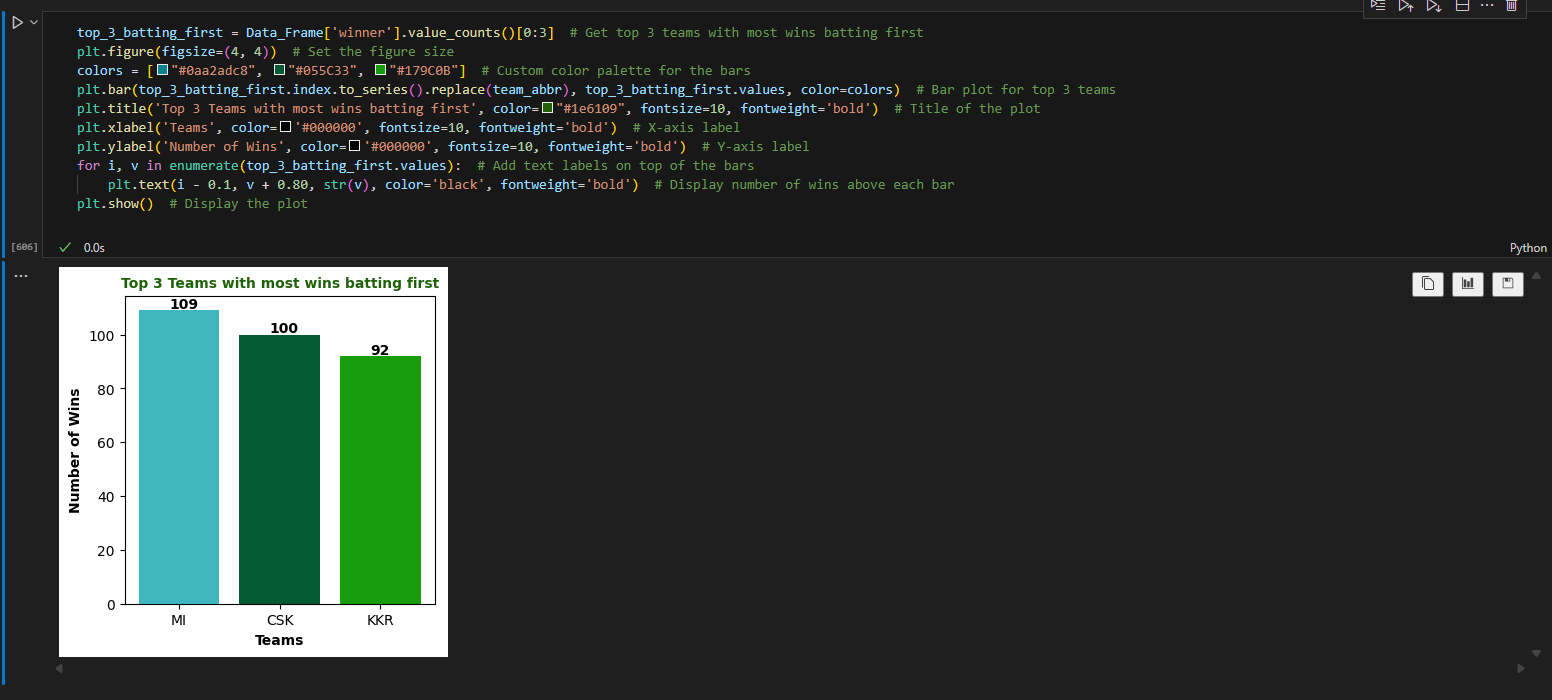 top_3_batting_first = Data_Frame['winner'].value_counts()[0:3]  # Get top 3 teams with most wins batting first
plt.figure(figsize=(4, 4))  # Set the figure size
colors = ["#0aa2adc8", "#055C33", "#179C0B"]  # Custom color palette for the bars
plt.bar(top_3_batting_first.index.to_series().replace(team_abbr), top_3_batting_first.values, color=colors)  # Bar plot for top 3 teams
plt.title('Top 3 Teams with most wins batting first', color="#1e6109", fontsize=10, fontweight='bold')  # Title of the plot
plt.xlabel('Teams', color='#000000', fontsize=10, fontweight='bold')  # X-axis label
plt.ylabel('Number of Wins', color='#000000', fontsize=10, fontweight='bold')  # Y-axis label
for i, v in enumerate(top_3_batting_first.values):  # Add text labels on top of the bars
    plt.text(i - 0.1, v + 0.80, str(v), color='black', fontweight='bold')  # Display number of wins above each bar
plt.show()  # Display the plot
[606]
0.0s
Python
Top 3 Teams with most wins batting first
109
100
92
100
80
60
40
20
0
Number of Wins
MI CSK KKR
Teams